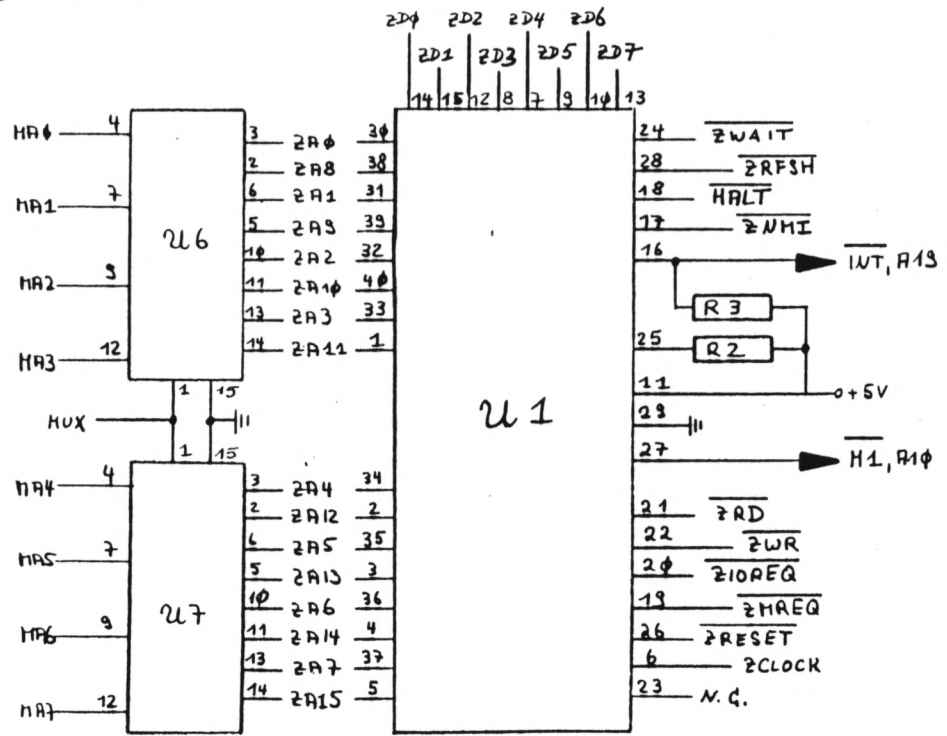 ZDφ ZD2 ZD4 ZD6
ZD1 ZD3 ZD5 ZD7
14 15 12 8 7 9 1φ 13
MAφ 4
MA1 7
MA2 9
MA3 12
U6
3 ZAφ 3φ
2 ZA8 38
6 ZA1 31
5 ZA9 39
1φ ZA2 32
11 ZA1φ 4φ
13 ZA3 33
14 ZA11 1
1 15
MUX
1 15
MA4 4
MA5 7
MA6 9
MA7 12
U7
3 ZA4 34
2 ZA12 2
6 ZA5 35
5 ZA13 3
1φ ZA6 36
11 ZA14 4
13 ZA7 37
14 ZA15 5
U1
24 ZWAIT
28 ZRFSH
18 HALT
17 ZNMI
16 INT, A19
R3
25 R2
11 +5V
29
27 M1, A1φ
21 ZRD
22 ZWR
2φ ZIOREQ
19 ZMREQ
26 ZRESET
6 ZCLOCK
23 N.C.